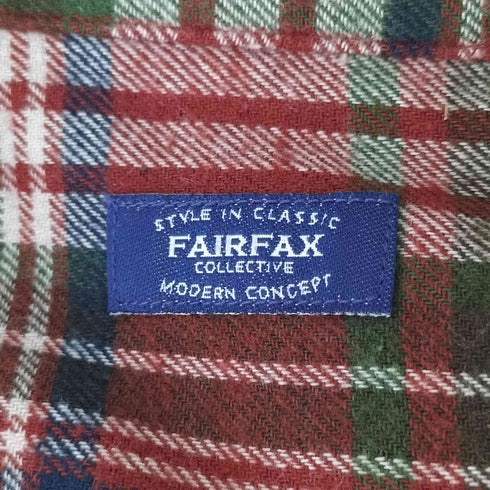 STYLE IN CLASSIC
FAIRFAX
COLLECTIVE
MODERN CONCEPT